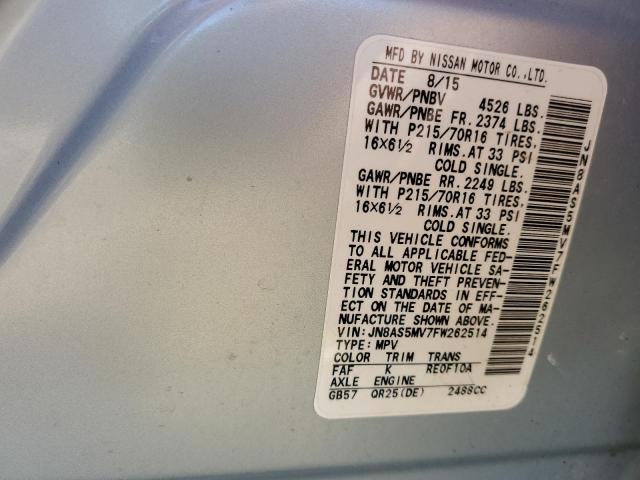 MFD BY NISSAN MOTOR CO.,LTD.
DATE 8/15
GVWR/PNBV 4526 LBS.
GAWR/PNBE FR. 2374 LBS.
WITH P215/70R16 TIRES,
16X6½ RIMS.AT 33 PSI
COLD SINGLE.
GAWR/PNBE RR. 2249 LBS.
WITH P215/70R16 TIRES,
16X6½ RIMS.AT 33 PSI
COLD SINGLE.
THIS VEHICLE CONFORMS
TO ALL APPLICABLE FED-
ERAL MOTOR VEHICLE SA-
FETY AND THEFT PREVEN-
TION STANDARDS IN EFF-
ECT ON THE DATE OF MA-
NUFACTURE SHOWN ABOVE.
VIN:JN8AS5MV7FW262514
TYPE:MPV
COLOR TRIM TRANS
FAF K RE0F10A
AXLE ENGINE
GB57 QR25(DE) 2488CC
JN8AS5MV7FW262514